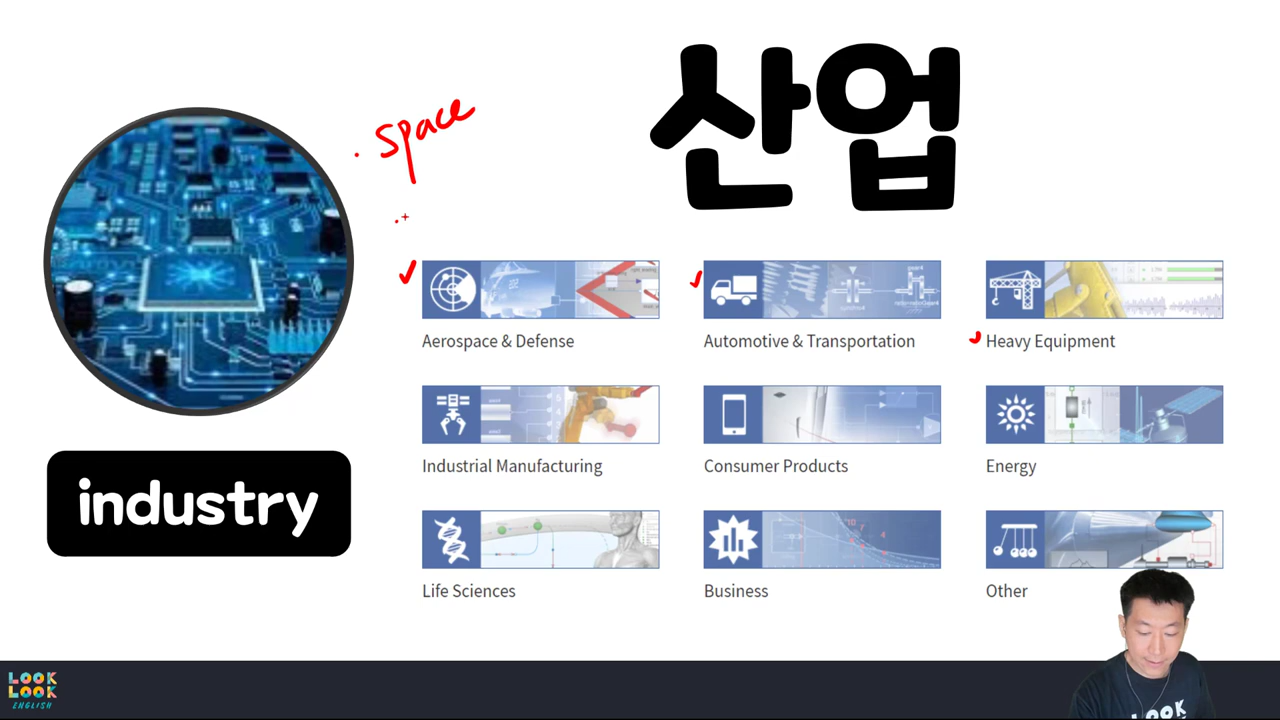 산업
space
Aerospace & Defense
Automotive & Transportation
Heavy Equipment
Industrial Manufacturing
Consumer Products
Energy
industry
Life Sciences
Business
Other
LOOK
LOOK
ENGLISH
LOOK